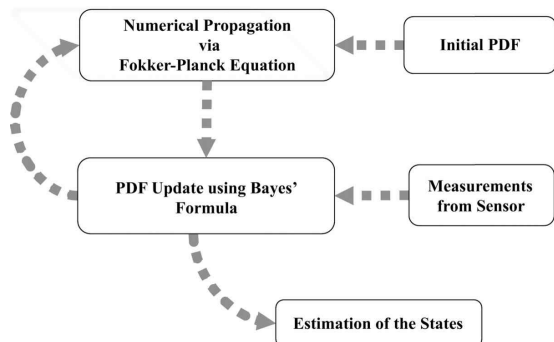 Numerical Propagation
via
Fokker-Planck Equation
Initial PDF
PDF Update using Bayes'
Formula
Measurements
from Sensor
Estimation of the States